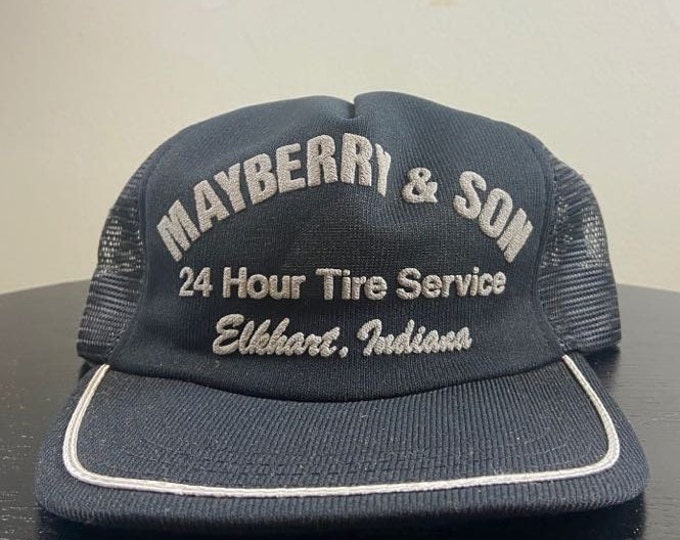 MAYBERRY & SON
24 Hour Tire Service
Elkhart, Indiana